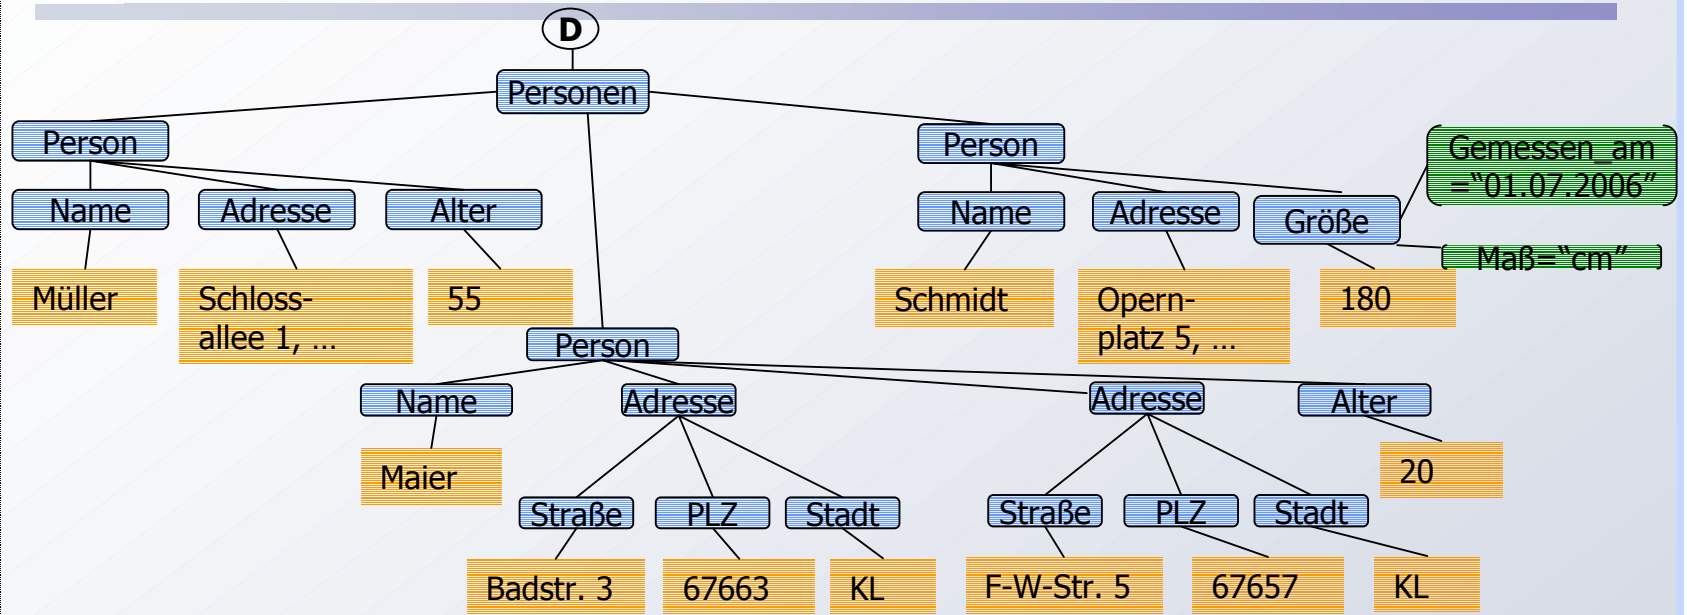 D
Personen
Person
Person
Gemessen_am
="01.07.2006"
Name
Adresse
Alter
Name
Adresse
Größe
Maß="cm"
Müller
Schloss-
allee 1, …
55
Schmidt
Opern-
platz 5, …
180
Person
Name
Adresse
Adresse
Alter
Maier
20
Straße
PLZ
Stadt
Straße
PLZ
Stadt
Badstr. 3
67663
KL
F-W-Str. 5
67657
KL